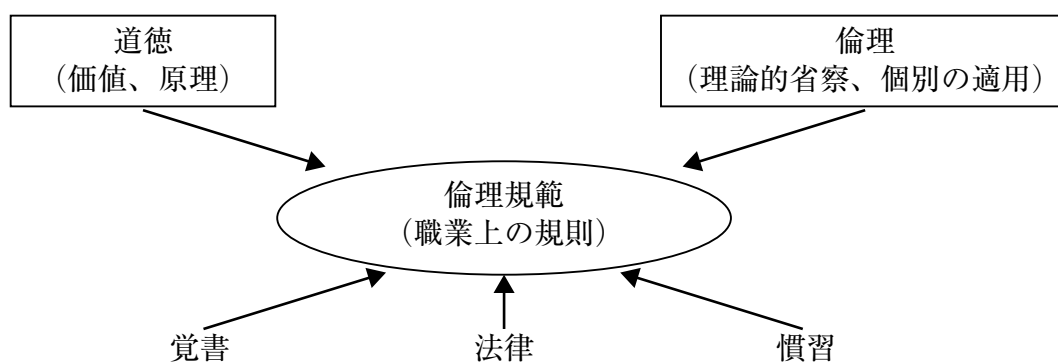 道徳
（価値、原理）
倫理
（理論的省察、個別の適用）
倫理規範
（職業上の規則）
覚書
法律
慣習